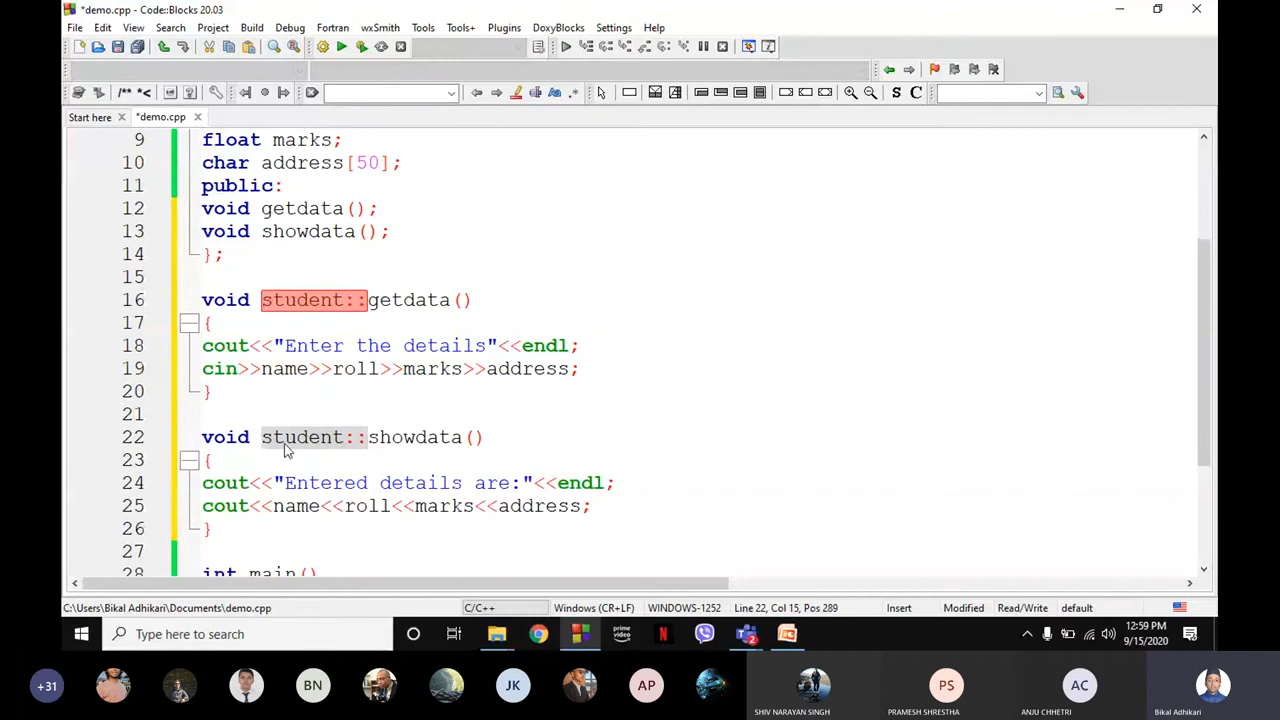 *demo.cpp - Code::Blocks 20.03
File Edit View Search Project Build Debug Fortran wxSmith Tools Tools+ Plugins DoxyBlocks Settings Help
/** *<
S C
Start here
*demo.cpp
9 float marks;
10 char address[50];
11 public:
12 void getdata();
13 void showdata();
14 };
15
16 void student::getdata()
17 {
18 cout<<"Enter the details"<<endl;
19 cin>>name>>roll>>marks>>address;
20 }
21
22 void student::showdata()
23 {
24 cout<<"Entered details are:"<<endl;
25 cout<<name<<roll<<marks<<address;
26 }
27
28 int main()
C:\Users\Bikal Adhikari\Documents\demo.cpp C/C++ Windows (CR+LF) WINDOWS-1252 Line 22, Col 15, Pos 289 Insert Modified Read/Write default
Type here to search
prime video
N
2
12:59 PM
9/15/2020
+31 BN JK AP PS AC
SHIV NARAYAN SINGH PRAMESH SHRESTHA ANJU CHHETRI Bikal Adhikari